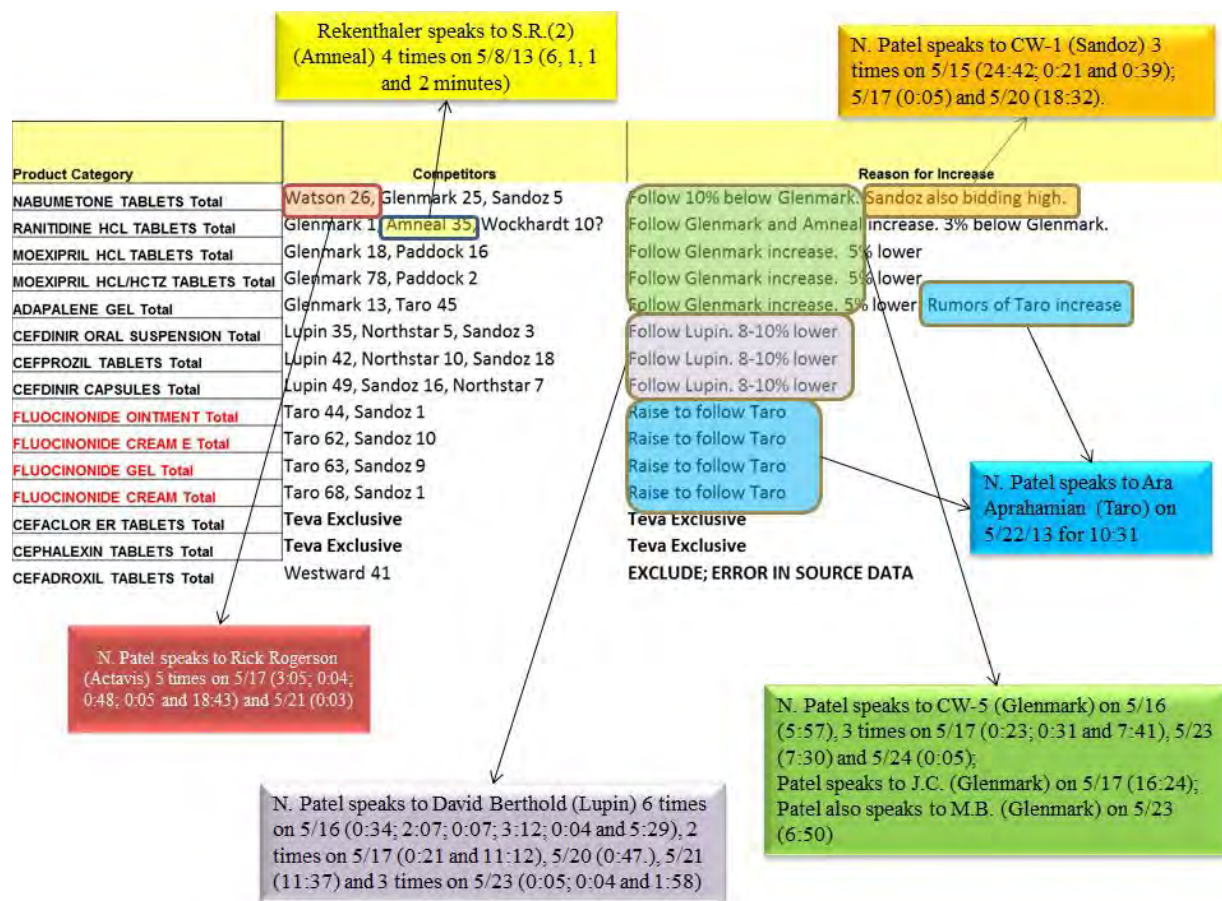 Rekenthaler speaks to S.R.(2)
(Amneal) 4 times on 5/8/13 (6, 1, 1
and 2 minutes)
N. Patel speaks to CW-1 (Sandoz) 3
times on 5/15 (24:42; 0:21 and 0:39);
5/17 (0:05) and 5/20 (18:32).
Product Category Competitors Reason for Increase
NABUMETONE TABLETS Total Watson 26, Glenmark 25, Sandoz 5 Follow 10% below Glenmark. Sandoz also bidding high.
RANITIDINE HCL TABLETS Total Glenmark 1, Amneal 35, Wockhardt 10? Follow Glenmark and Amneal increase. 3% below Glenmark.
MOEXIPRIL HCL TABLETS Total Glenmark 18, Paddock 16 Follow Glenmark increase. 5% lower
MOEXIPRIL HCL/HCTZ TABLETS Total Glenmark 78, Paddock 2 Follow Glenmark increase. 5% lower
ADAPALENE GEL Total Glenmark 13, Taro 45 Follow Glenmark increase. 5% lower Rumors of Taro increase
CEFDINIR ORAL SUSPENSION Total Lupin 35, Northstar 5, Sandoz 3 Follow Lupin. 8-10% lower
CEFPROZIL TABLETS Total Lupin 42, Northstar 10, Sandoz 18 Follow Lupin. 8-10% lower
CEFDINIR CAPSULES Total Lupin 49, Sandoz 16, Northstar 7 Follow Lupin. 8-10% lower
FLUOCINONIDE OINTMENT Total Taro 44, Sandoz 1 Raise to follow Taro
FLUOCINONIDE CREAM E Total Taro 62, Sandoz 10 Raise to follow Taro
FLUOCINONIDE GEL Total Taro 63, Sandoz 9 Raise to follow Taro
FLUOCINONIDE CREAM Total Taro 68, Sandoz 1 Raise to follow Taro
CEFACLOR ER TABLETS Total Teva Exclusive Teva Exclusive
CEPHALEXIN TABLETS Total Teva Exclusive Teva Exclusive
CEFADROXIL TABLETS Total Westward 41 EXCLUDE; ERROR IN SOURCE DATA
N. Patel speaks to Ara
Aprahamian (Taro) on
5/22/13 for 10:31
N. Patel speaks to Rick Rogerson
(Actavis) 5 times on 5/17 (3:05; 0:04;
0:48; 0:05 and 18:43) and 5/21 (0:03)
N. Patel speaks to CW-5 (Glenmark) on 5/16
(5:57), 3 times on 5/17 (0:23; 0:31 and 7:41), 5/23
(7:30) and 5/24 (0:05);
Patel speaks to J.C. (Glenmark) on 5/17 (16:24);
Patel also speaks to M.B. (Glenmark) on 5/23
(6:50)
N. Patel speaks to David Berthold (Lupin) 6 times
on 5/16 (0:34; 2:07; 0:07; 3:12; 0:04 and 5:29), 2
times on 5/17 (0:21 and 11:12), 5/20 (0:47.), 5/21
(11:37) and 3 times on 5/23 (0:05; 0:04 and 1:58)